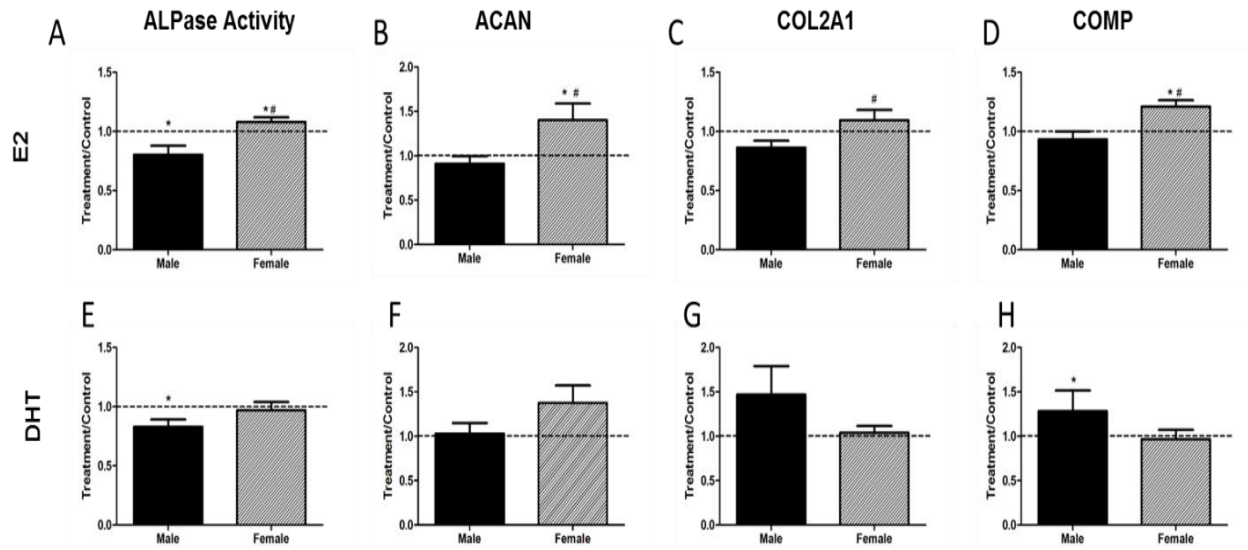 ALPase Activity
ACAN
COL2A1
COMP
E2
A
Treatment/Control
1.5
*
*#
1.0
0.5
0.0
Male Female
B
Treatment/Control
2.0
* #
1.5
1.0
0.5
0.0
Male Female
C
Treatment/Control
1.5
#
1.0
0.5
0.0
Male Female
D
Treatment/Control
1.5
* #
1.0
0.5
0.0
Male Female
DHT
E
Treatment/Control
1.5
*
1.0
0.5
0.0
Male Female
F
Treatment/Control
2.0
1.5
1.0
0.5
0.0
Male Female
G
Treatment/Control
2.0
1.5
1.0
0.5
0.0
Male Female
H
Treatment/Control
2.0
*
1.5
1.0
0.5
0.0
Male Female